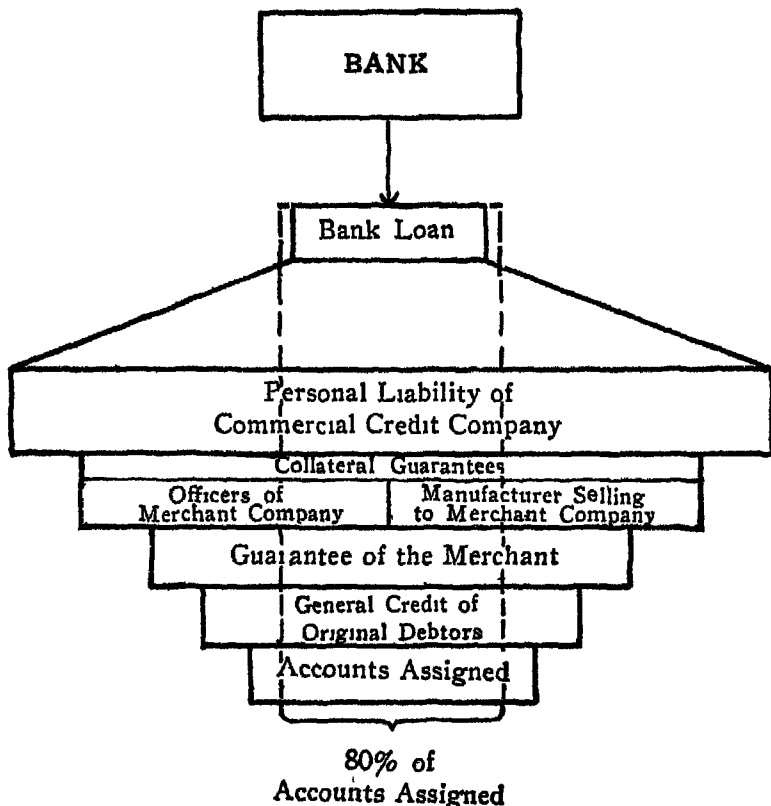 BANK
Bank Loan
Personal Liability of
Commercial Credit Company
Collateral Guarantees
Officers of
Merchant Company
Manufacturer Selling
to Merchant Company
Guarantee of the Merchant
General Credit of
Original Debtors
Accounts Assigned
80% of
Accounts Assigned